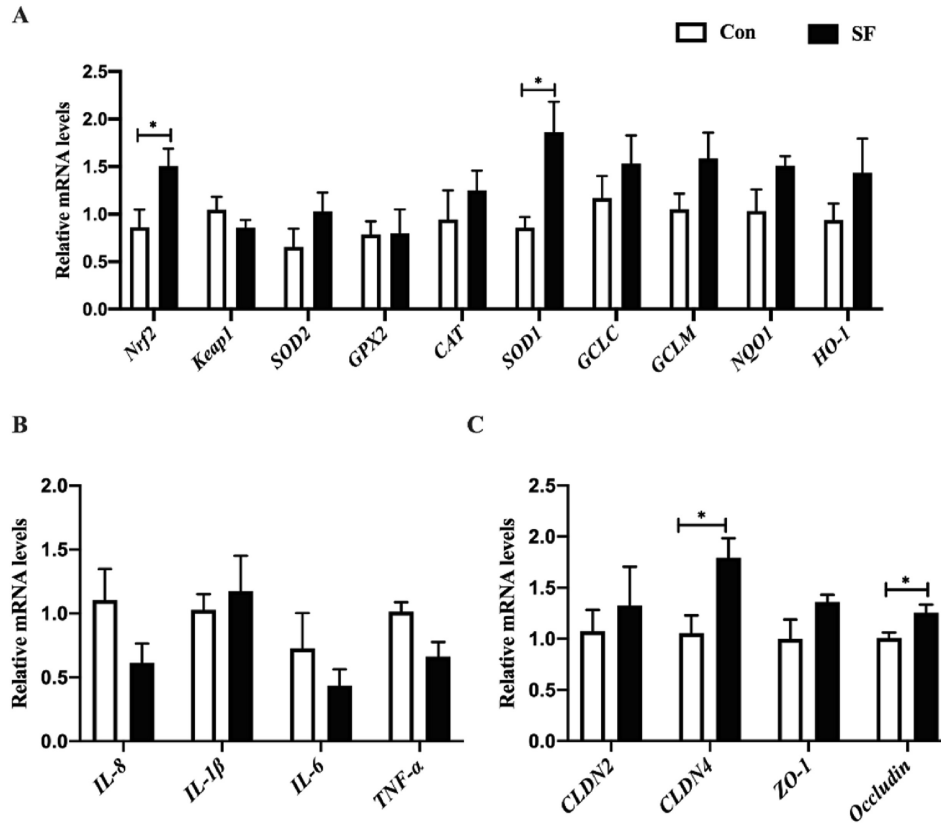 A
Con SF
Relative mRNA levels
2.5
2.0
1.5
1.0
0.5
0.0
* *
Nrf2 Keap1 SOD2 GPX2 CAT SOD1 GCLC GCLM NQO1 HO-1
B
Relative mRNA levels
2.0
1.5
1.0
0.5
0.0
IL-8 IL-1β IL-6 TNF-α
C
Relative mRNA levels
2.5
2.0
1.5
1.0
0.5
0.0
* *
CLDN2 CLDN4 ZO-1 Occludin